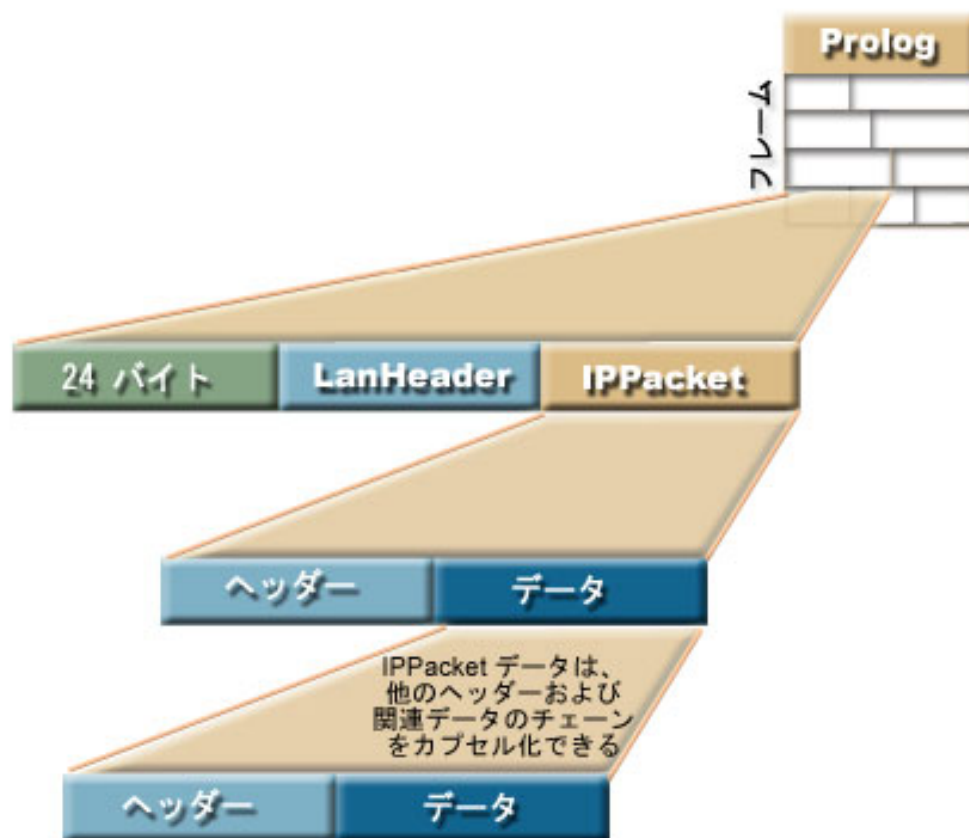 Prolog
フレーム
24 バイト
LanHeader
IPPacket
ヘッダー
データ
IPPacket データは、
他のヘッダーおよび
関連データのチェーン
をカプセル化できる
ヘッダー
データ